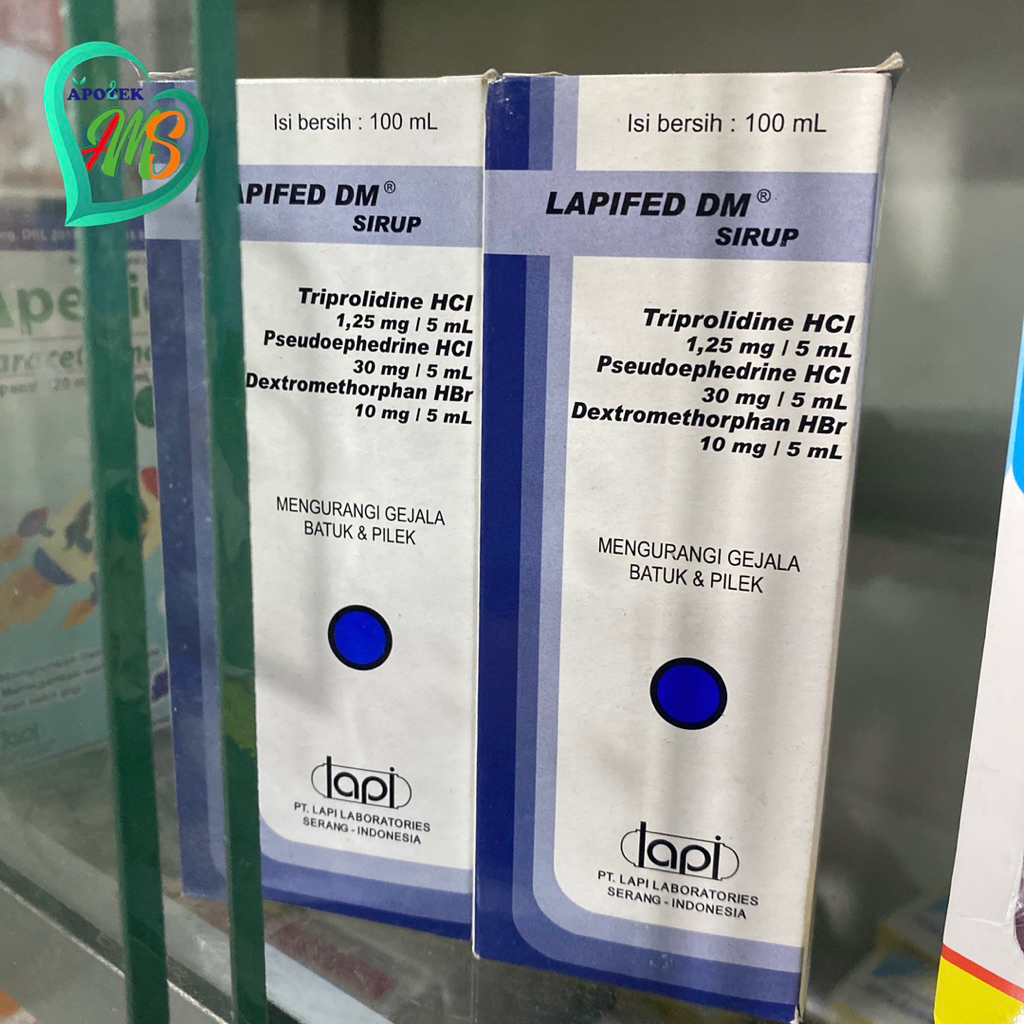 APOTEK
AMS
Isi bersih : 100 mL
LAPIFED DM®
SIRUP
Triprolidine HCl
1,25 mg / 5 mL
Pseudoephedrine HCl
30 mg / 5 mL
Dextromethorphan HBr
10 mg / 5 mL
MENGURANGI GEJALA
BATUK & PILEK
lapi
PT. LAPI LABORATORIES
SERANG - INDONESIA
Isi bersih : 100 mL
LAPIFED DM®
SIRUP
Triprolidine HCl
1,25 mg / 5 mL
Pseudoephedrine HCl
30 mg / 5 mL
Dextromethorphan HBr
10 mg / 5 mL
MENGURANGI GEJALA
BATUK & PILEK
lapi
PT. LAPI LABORATORIES
SERANG - INDONESIA